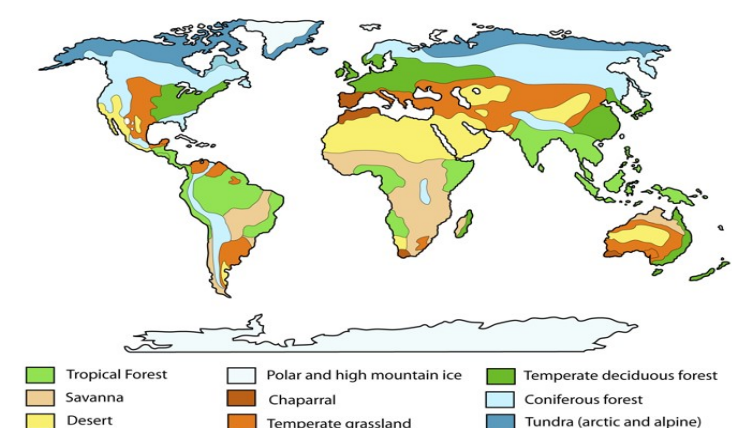 Tropical Forest
Polar and high mountain ice
Temperate deciduous forest
Savanna
Chaparral
Coniferous forest
Desert
Temperate grassland
Tundra (arctic and alpine)